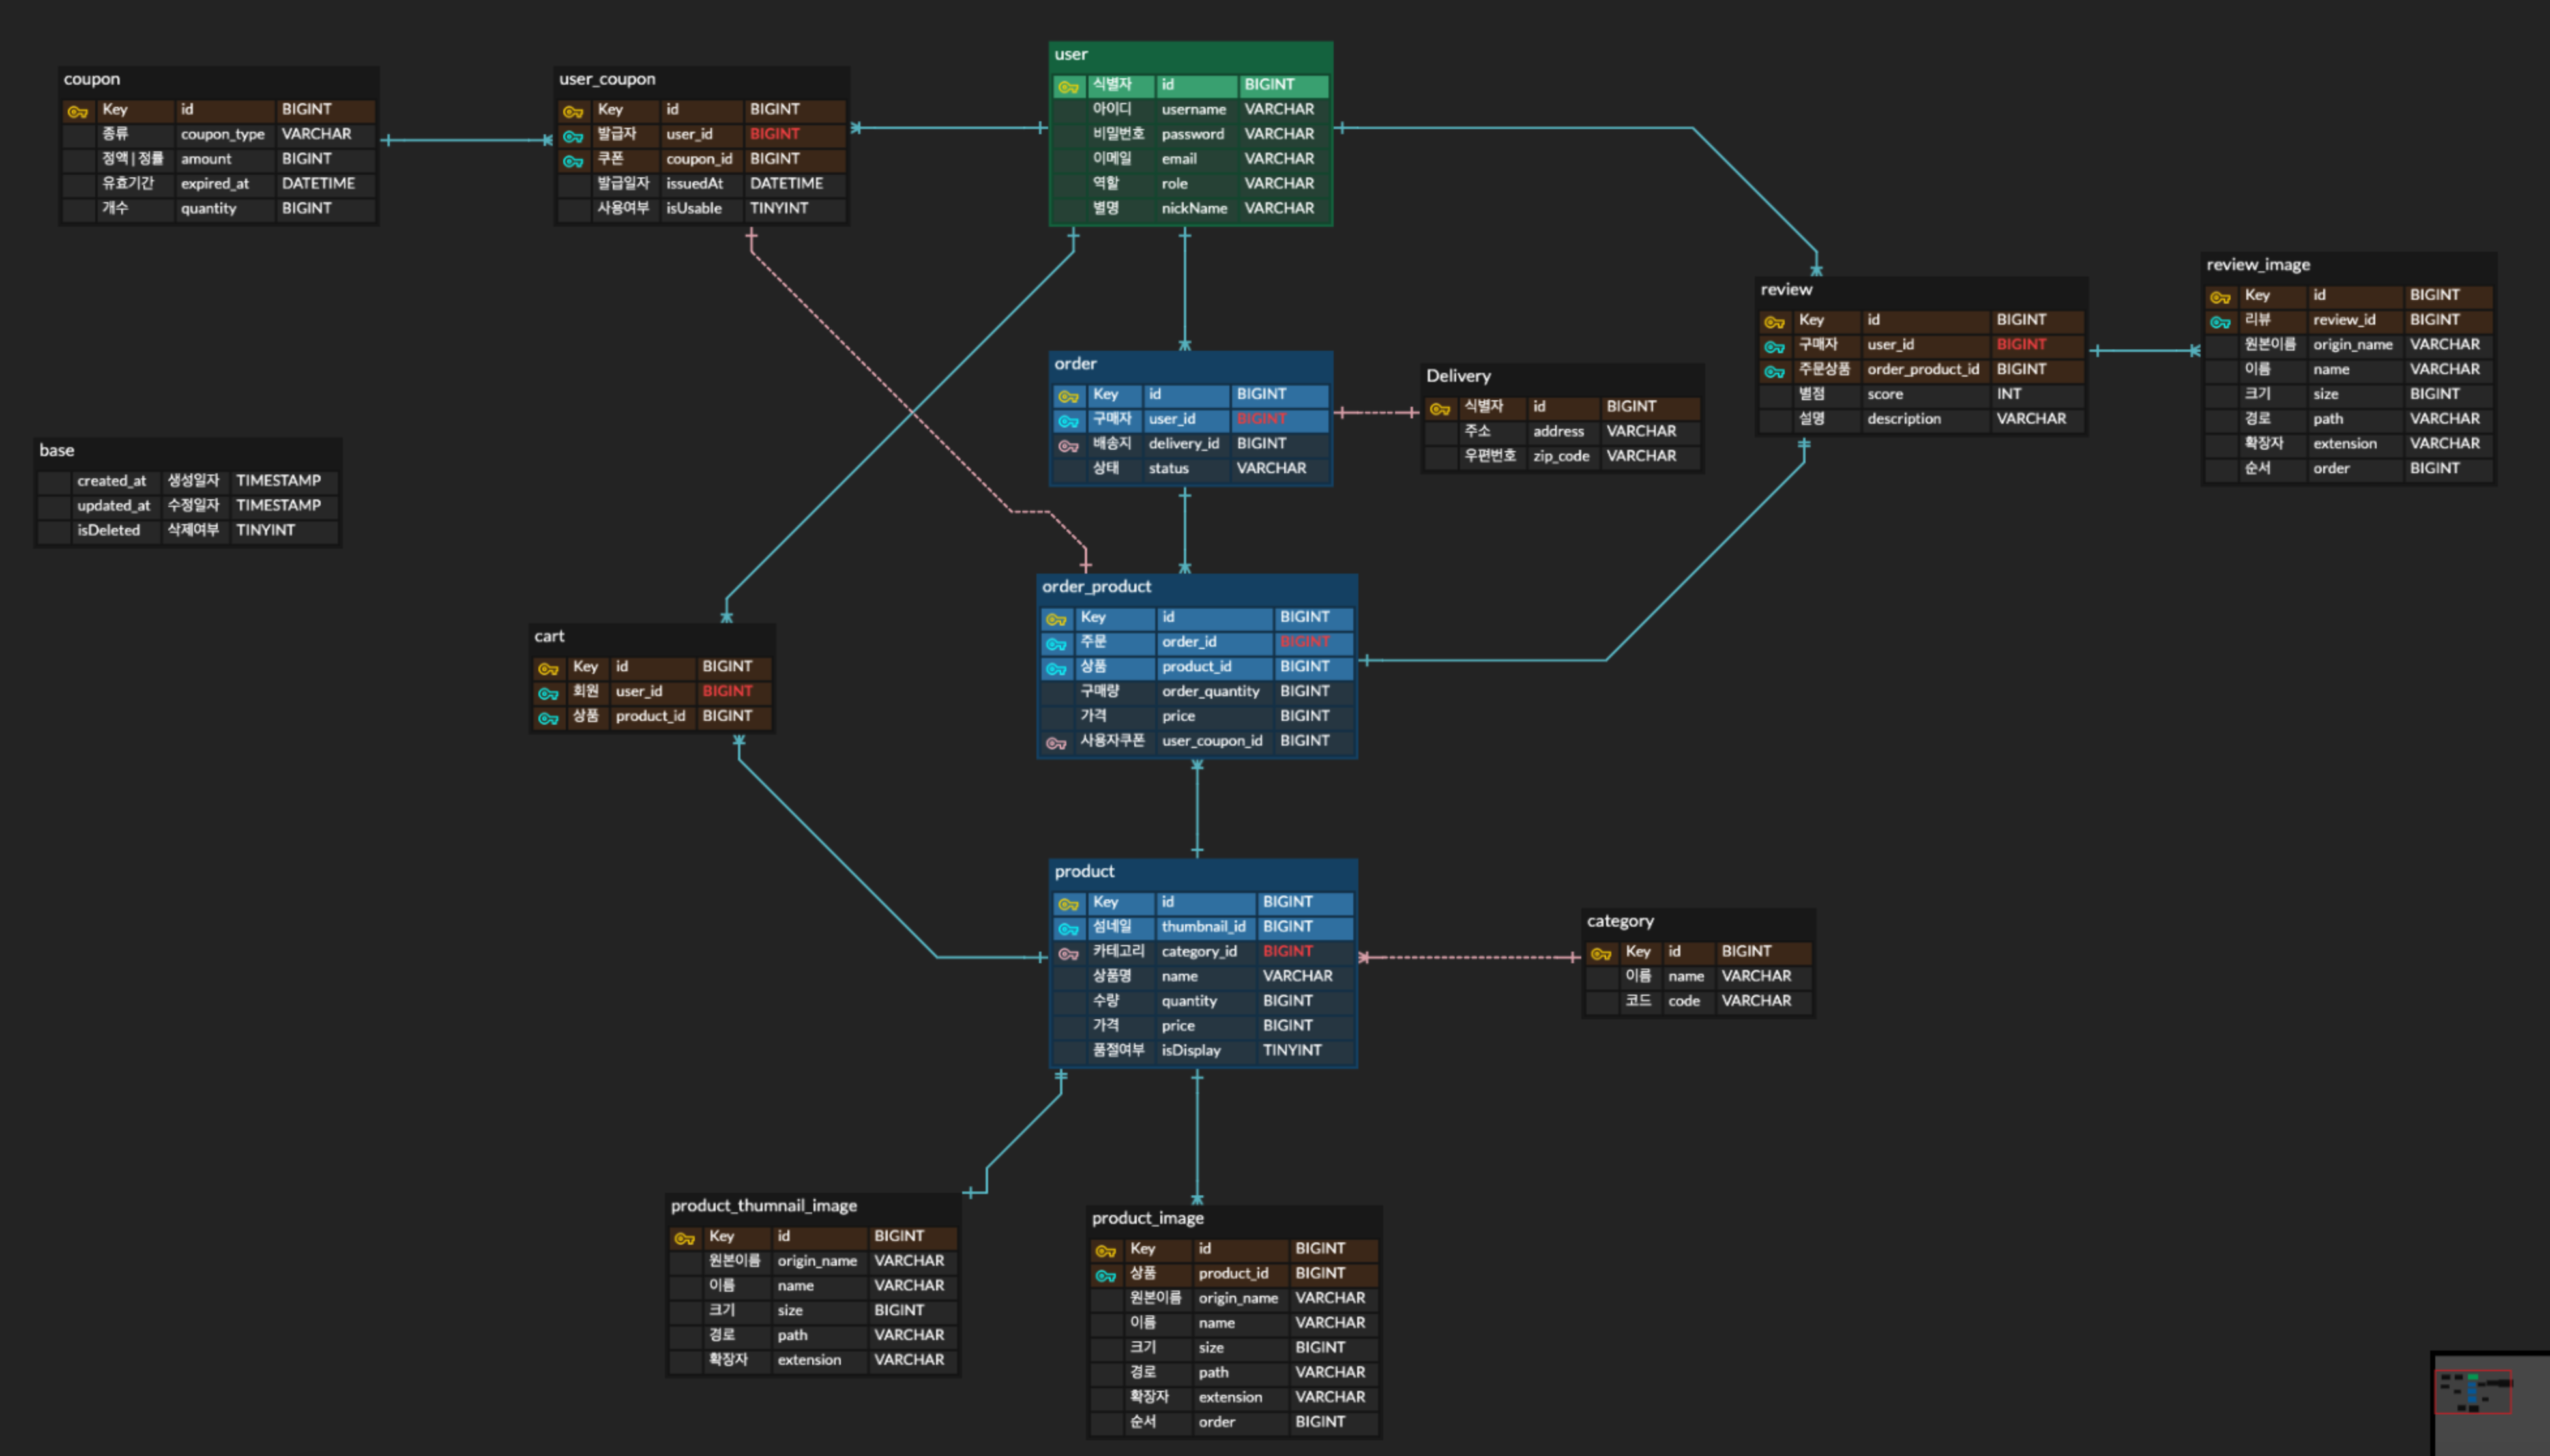 coupon
Key id BIGINT
종류 coupon_type VARCHAR
정액 | 정률 amount BIGINT
유효기간 expired_at DATETIME
개수 quantity BIGINT
user_coupon
Key id BIGINT
발급자 user_id BIGINT
쿠폰 coupon_id BIGINT
발급일자 issuedAt DATETIME
사용여부 isUsable TINYINT
user
식별자 id BIGINT
아이디 username VARCHAR
비밀번호 password VARCHAR
이메일 email VARCHAR
역할 role VARCHAR
별명 nickName VARCHAR
review
Key id BIGINT
구매자 user_id BIGINT
주문상품 order_product_id BIGINT
별점 score INT
설명 description VARCHAR
review_image
Key id BIGINT
리뷰 review_id BIGINT
원본이름 origin_name VARCHAR
이름 name VARCHAR
크기 size BIGINT
경로 path VARCHAR
확장자 extension VARCHAR
순서 order BIGINT
order
Key id BIGINT
구매자 user_id BIGINT
배송지 delivery_id BIGINT
상태 status VARCHAR
Delivery
식별자 id BIGINT
주소 address VARCHAR
우편번호 zip_code VARCHAR
base
created_at 생성일자 TIMESTAMP
updated_at 수정일자 TIMESTAMP
isDeleted 삭제여부 TINYINT
order_product
Key id BIGINT
주문 order_id BIGINT
상품 product_id BIGINT
구매량 order_quantity BIGINT
가격 price BIGINT
사용자쿠폰 user_coupon_id BIGINT
cart
Key id BIGINT
회원 user_id BIGINT
상품 product_id BIGINT
product
Key id BIGINT
섬네일 thumbnail_id BIGINT
카테고리 category_id BIGINT
상품명 name VARCHAR
수량 quantity BIGINT
가격 price BIGINT
품절여부 isDisplay TINYINT
category
Key id BIGINT
이름 name VARCHAR
코드 code VARCHAR
product_thumnail_image
Key id BIGINT
원본이름 origin_name VARCHAR
이름 name VARCHAR
크기 size BIGINT
경로 path VARCHAR
확장자 extension VARCHAR
product_image
Key id BIGINT
상품 product_id BIGINT
원본이름 origin_name VARCHAR
이름 name VARCHAR
크기 size BIGINT
경로 path VARCHAR
확장자 extension VARCHAR
순서 order BIGINT